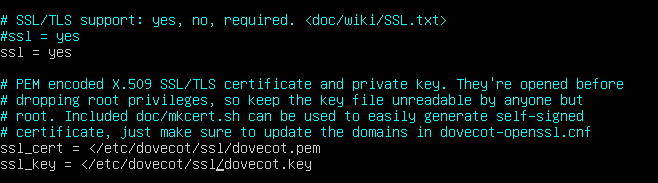 # SSL/TLS support: yes, no, required. <doc/wiki/SSL.txt>
#ssl = yes
ssl = yes
# PEM encoded X.509 SSL/TLS certificate and private key. They're opened before
# dropping root privileges, so keep the key file unreadable by anyone but
# root. Included doc/mkcert.sh can be used to easily generate self-signed
# certificate, just make sure to update the domains in dovecot-openssl.cnf
ssl_cert = </etc/dovecot/ssl/dovecot.pem
ssl_key = </etc/dovecot/ssl/dovecot.key